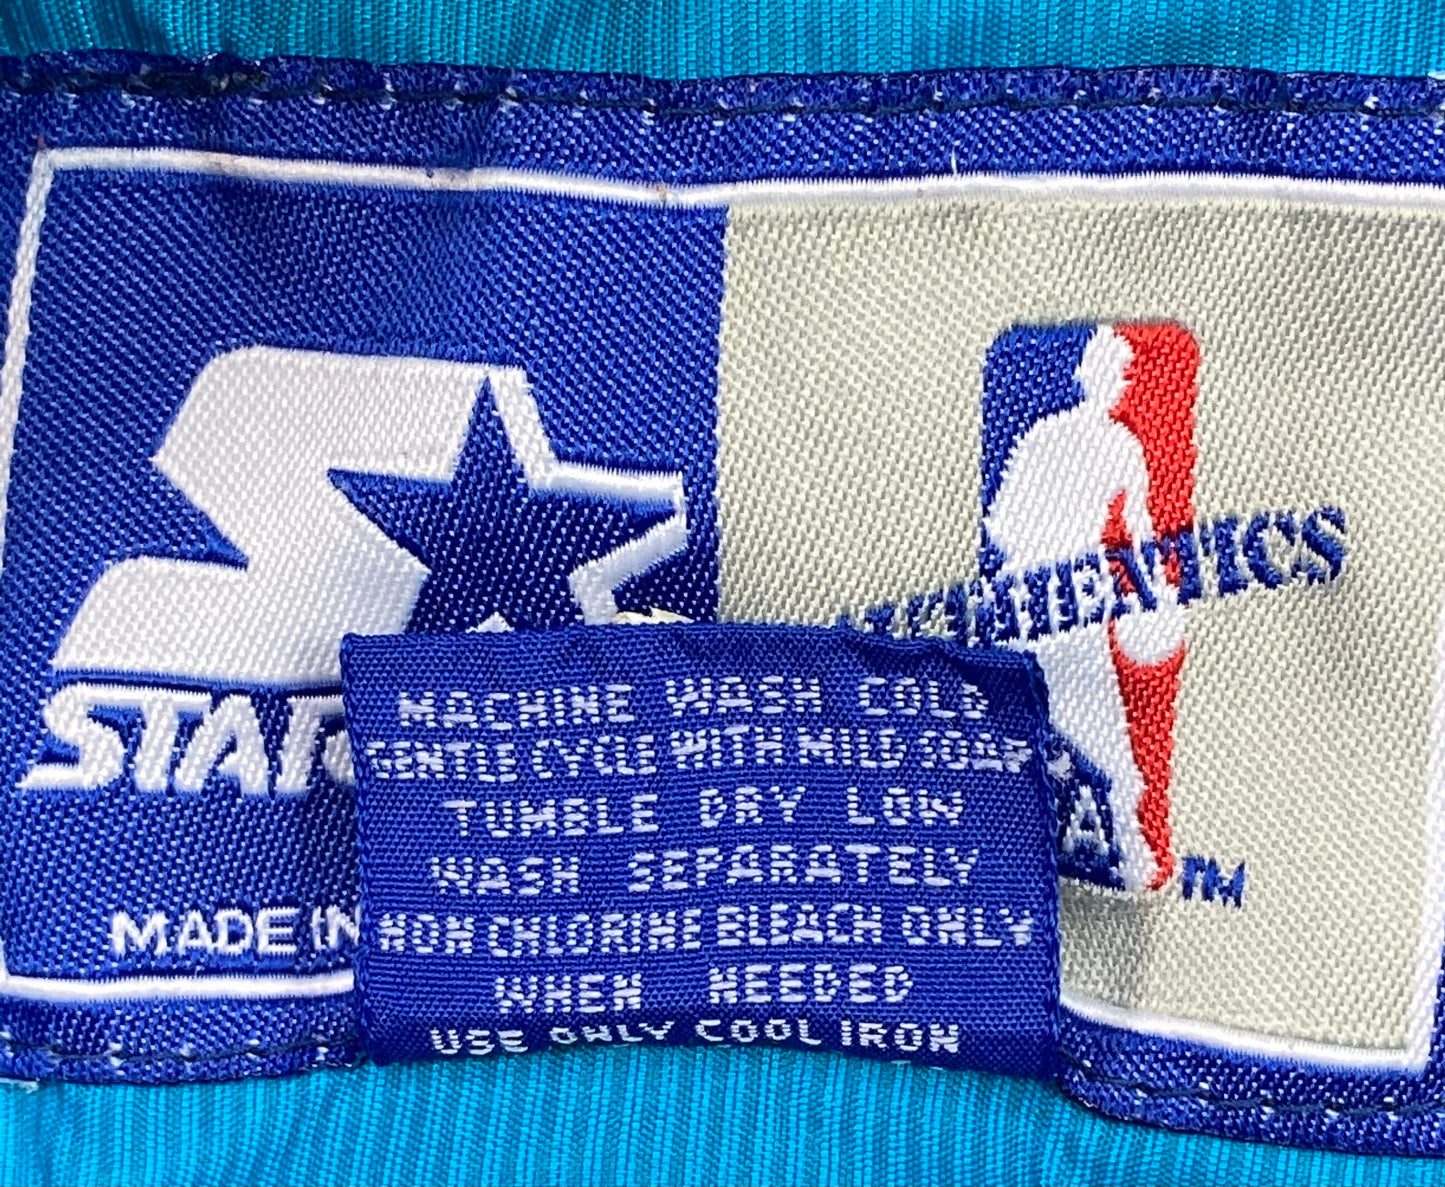 AUTHENTICS
STAR
A
TM
MADE IN
MACHINE WASH COLD
GENTLE CYCLE WITH MILD SOAP
TUMBLE DRY LOW
WASH SEPARATELY
NON CHLORINE BLEACH ONLY
WHEN NEEDED
USE ONLY COOL IRON